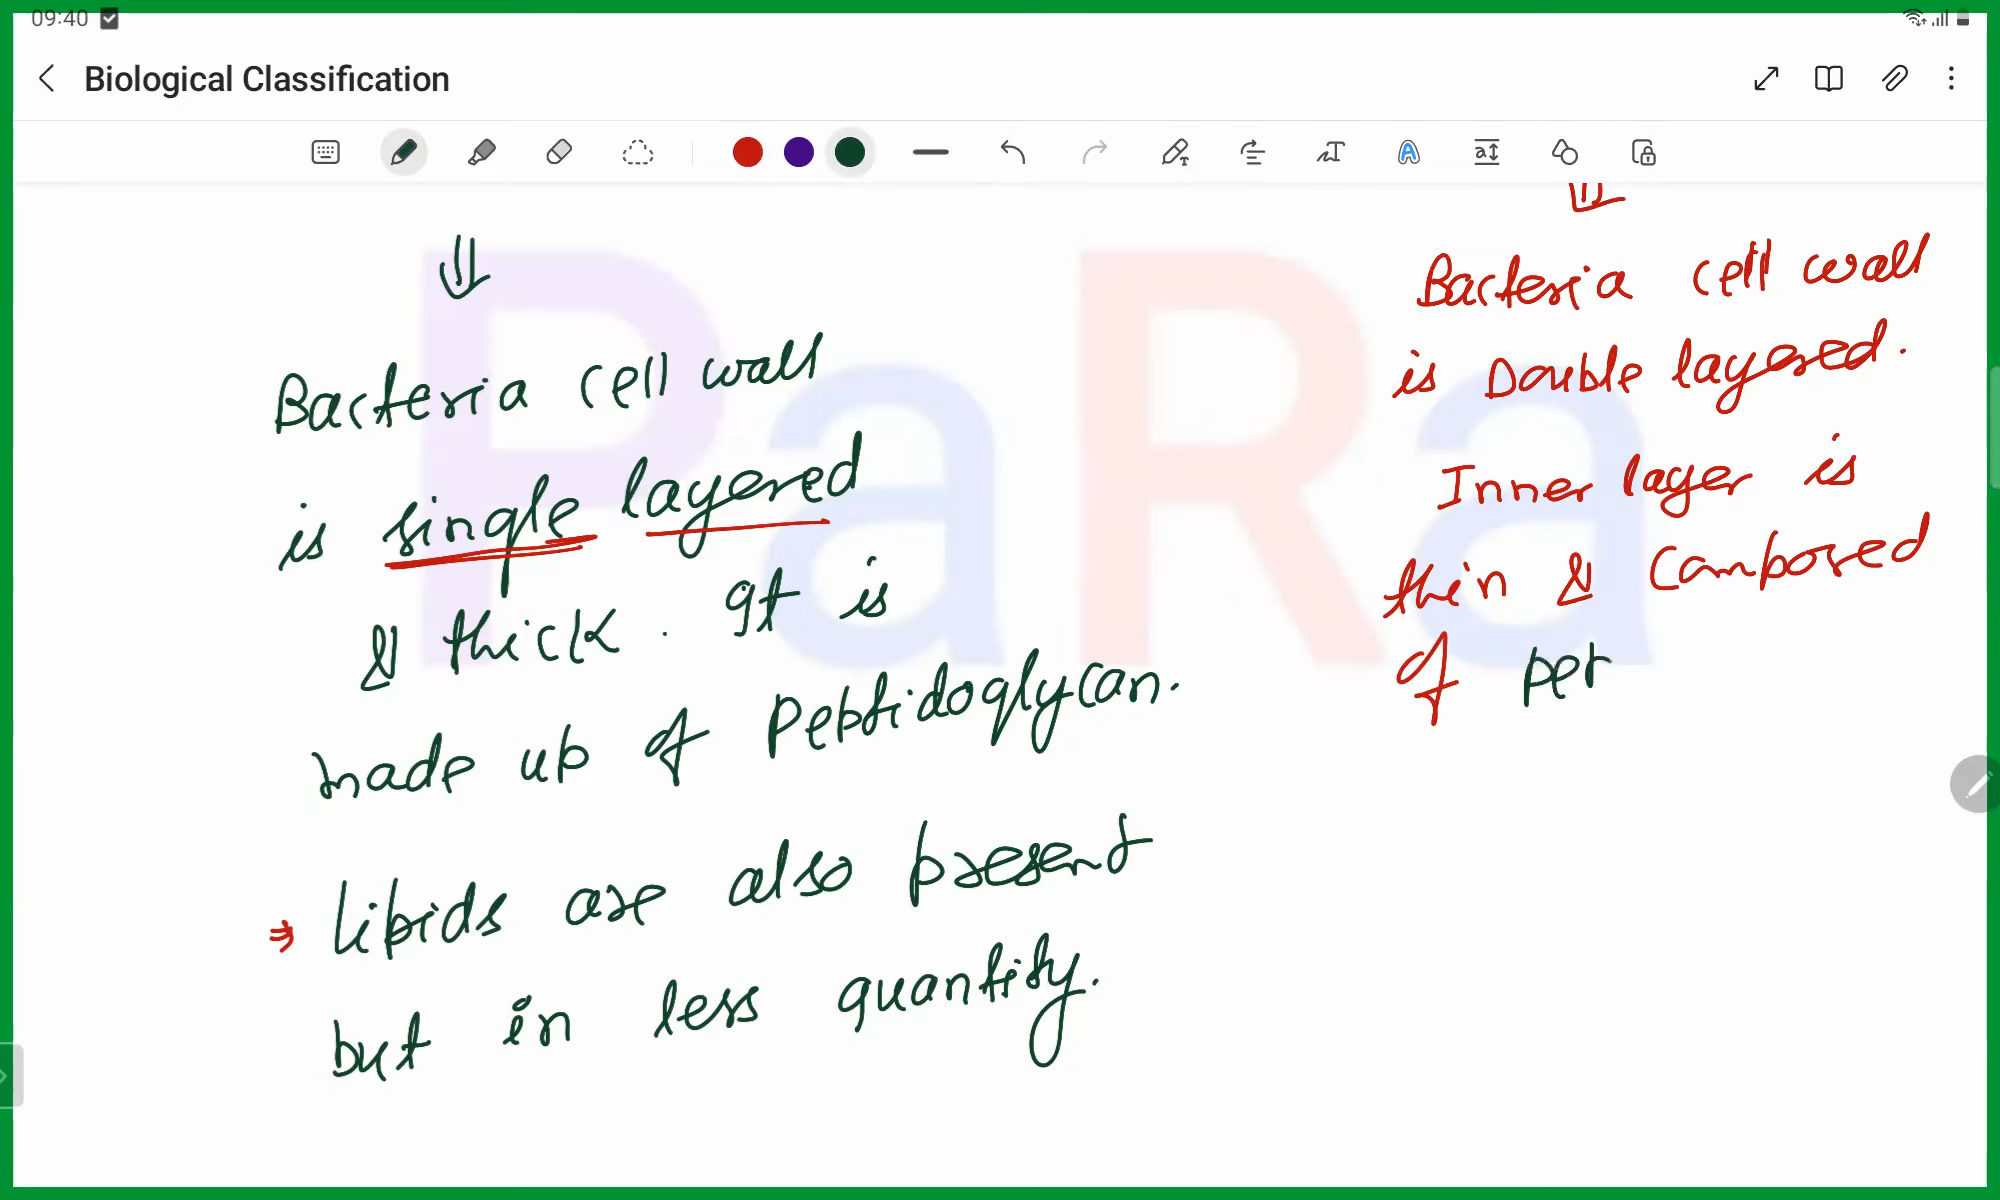 09:40
Biological Classification
PaRa
Bacteria cell wall
is single layered
& thick. It is
made up of Peptidoglycan.
⇒ Lipids are also present
but in less quantity.
Bacteria cell wall
is Double layered.
Inner layer is
thin & Composed
of pep